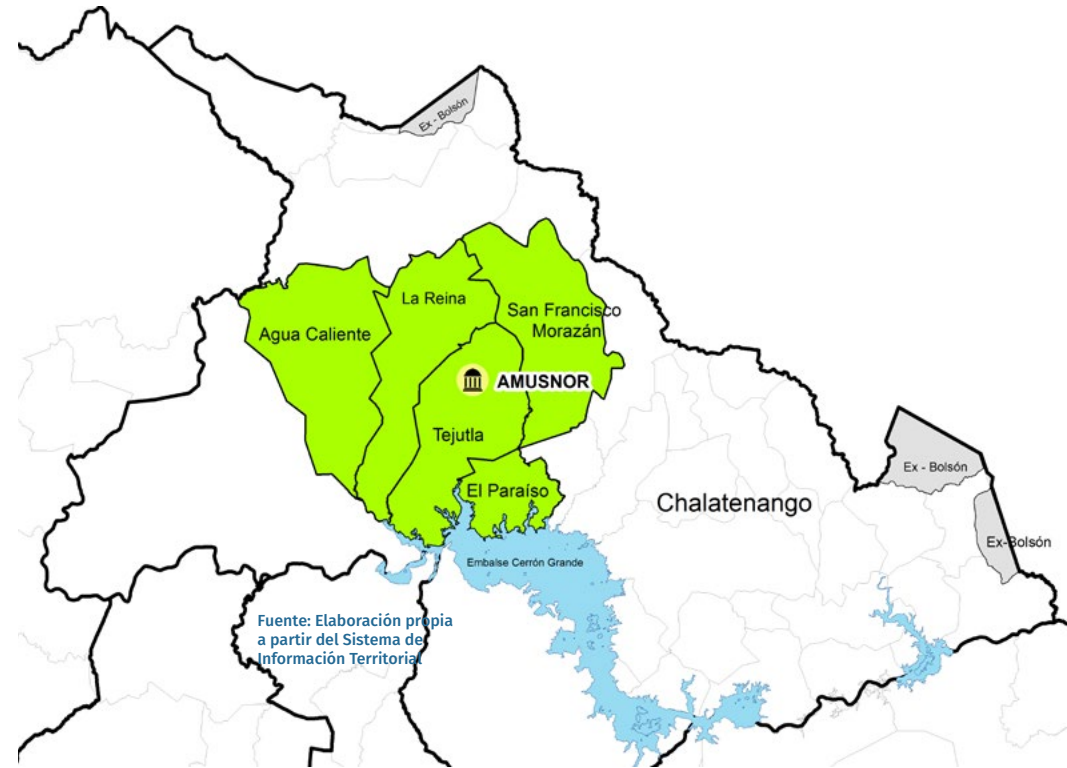 Ex - Bolsón
La Reina
San Francisco
Morazán
Agua Caliente
AMUSNOR
Tejutla
El Paraíso
Ex - Bolsón
Chalatenango
Ex-Bolsón
Embalse Cerrón Grande
Fuente: Elaboración propia
a partir del Sistema de
Información Territorial